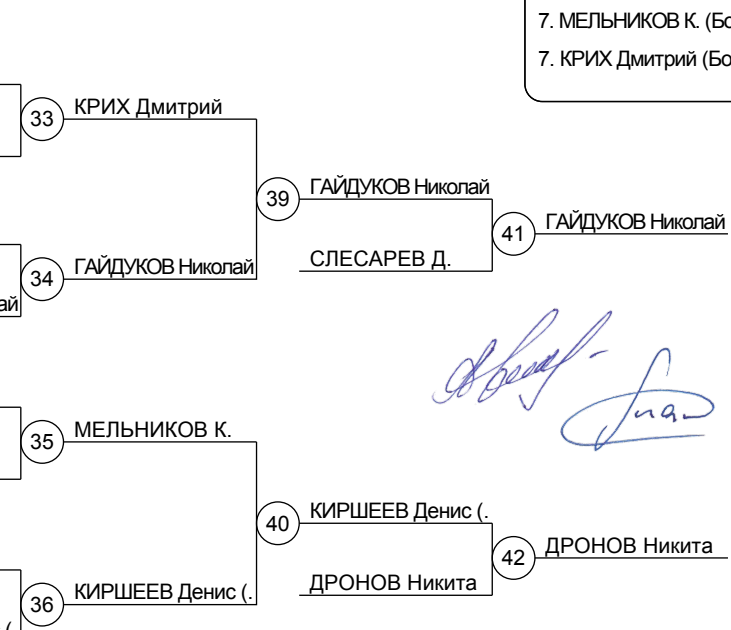 7. МЕЛЬНИКОВ К. (Бо
7. КРИХ Дмитрий (Бо
33 КРИХ Дмитрий
39 ГАЙДУКОВ Николай
41 ГАЙДУКОВ Николай
СЛЕСАРЕВ Д.
34 ГАЙДУКОВ Николай
ай
35 МЕЛЬНИКОВ К.
40 КИРШЕЕВ Денис (.
42 ДРОНОВ Никита
ДРОНОВ Никита
36 КИРШЕЕВ Денис (.